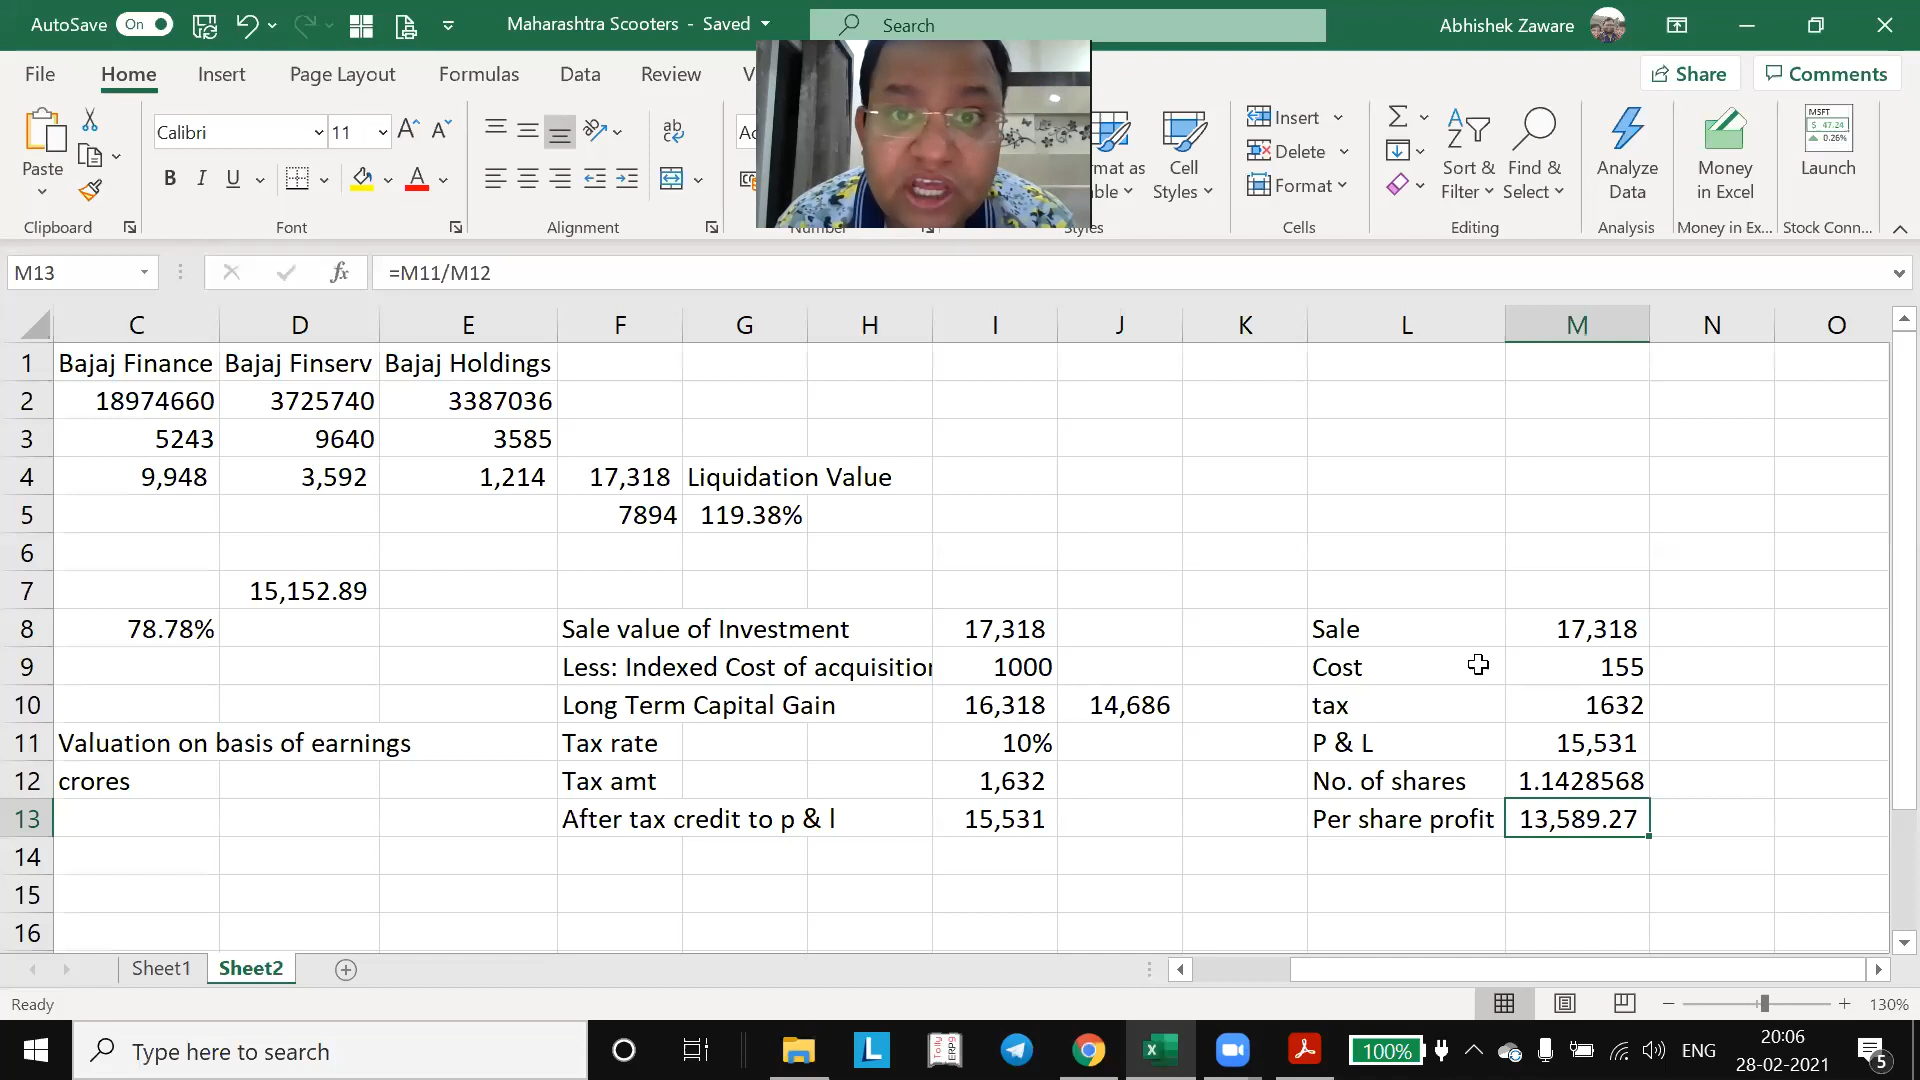 AutoSave On Maharashtra Scooters - Saved Search Abhishek Zaware
File Home Insert Page Layout Formulas Data Review Share Comments
Paste Calibri 11 Cell Styles Insert Delete Format Sort & Filter Find & Select Analyze Data Money in Excel MSFT $ 47.24 0.26% Launch
Clipboard Font Alignment Cells Editing Analysis Money in Ex... Stock Conn...
M13 fx =M11/M12
C D E F G H I J K L M N O
1 Bajaj Finance Bajaj Finserv Bajaj Holdings
2 18974660 3725740 3387036
3 5243 9640 3585
4 9,948 3,592 1,214 17,318 Liquidation Value
5 7894 119.38%
6
7 15,152.89
8 78.78% Sale value of Investment 17,318 Sale 17,318
9 Less: Indexed Cost of acquisition 1000 Cost 155
10 Long Term Capital Gain 16,318 14,686 tax 1632
11 Valuation on basis of earnings Tax rate 10% P & L 15,531
12 crores Tax amt 1,632 No. of shares 1.1428568
13 After tax credit to p & l 15,531 Per share profit 13,589.27
14
15
16
Sheet1 Sheet2
Ready 130%
Type here to search 100% ENG 20:06
28-02-2021 5